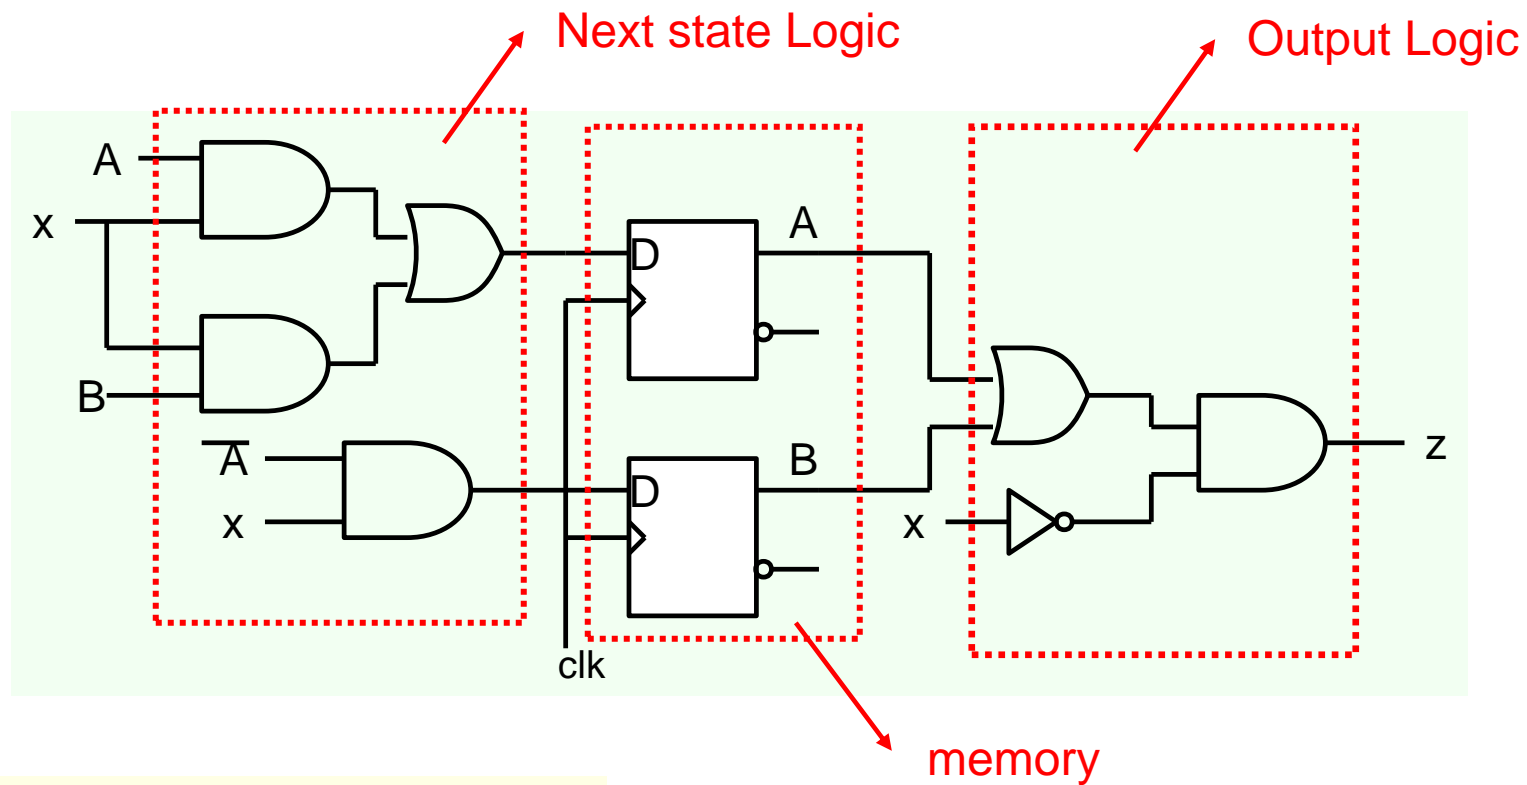 Next state Logic
Output Logic
A
x
B
A̅
x
D
A
D
B
x
z
clk
memory